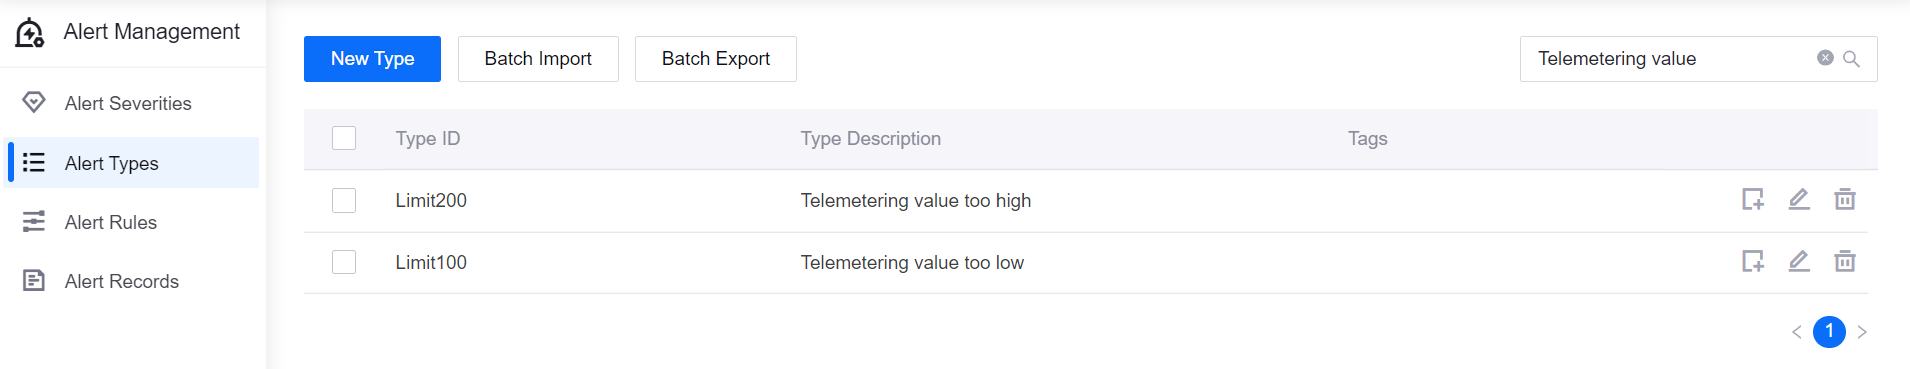 Alert Management
Alert Severities
Alert Types
Alert Rules
Alert Records
New Type Batch Import Batch Export Telemetering value
Type ID Type Description Tags
Limit200 Telemetering value too high
Limit100 Telemetering value too low
< 1 >